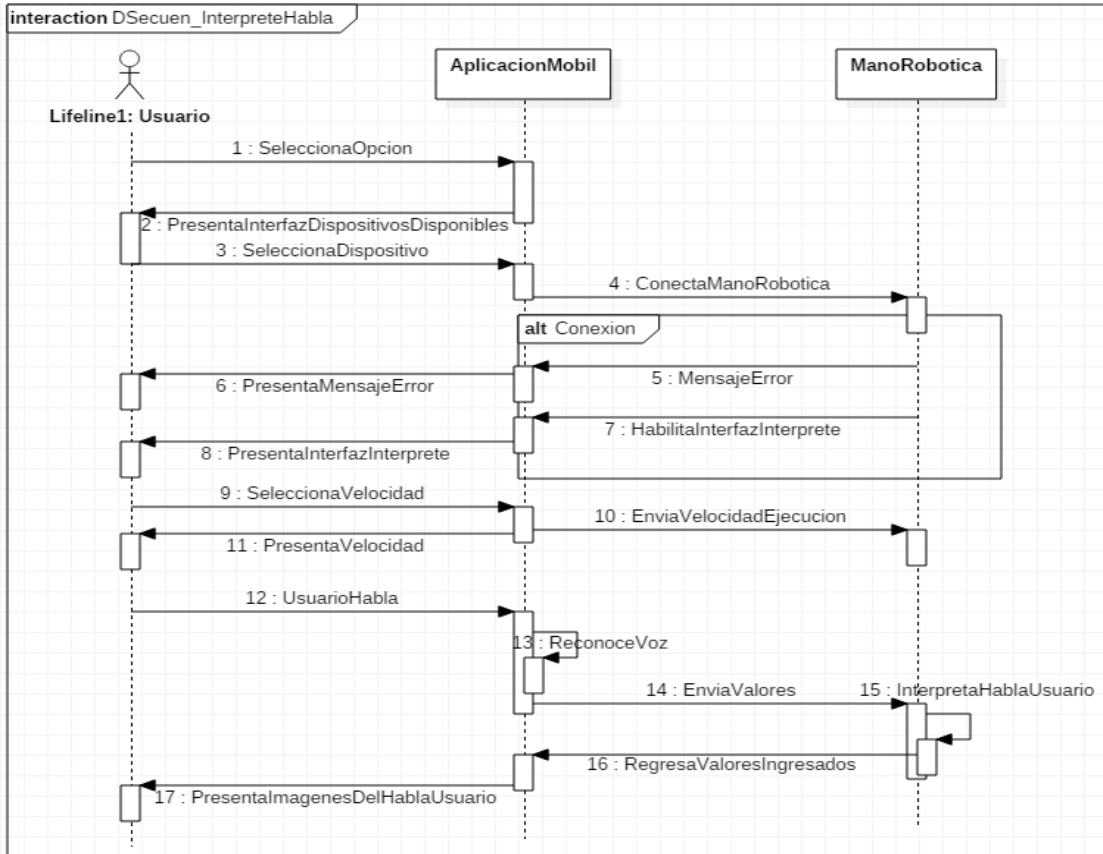 interaction DSecuen_InterpreteHabla
AplicacionMobil
ManoRobotica
Lifeline1: Usuario
1 : SeleccionaOpcion
2 : PresentaInterfazDispositivosDisponibles
3 : SeleccionaDispositivo
4 : ConectaManoRobotica
alt Conexion
5 : MensajeError
6 : PresentaMensajeError
7 : HabilitaInterfazInterprete
8 : PresentaInterfazInterprete
9 : SeleccionaVelocidad
10 : EnviaVelocidadEjecucion
11 : PresentaVelocidad
12 : UsuarioHabla
13 : ReconoceVoz
14 : EnviaValores
15 : InterpretaHablaUsuario
16 : RegresaValoresIngresados
17 : PresentaImagenesDelHablaUsuario